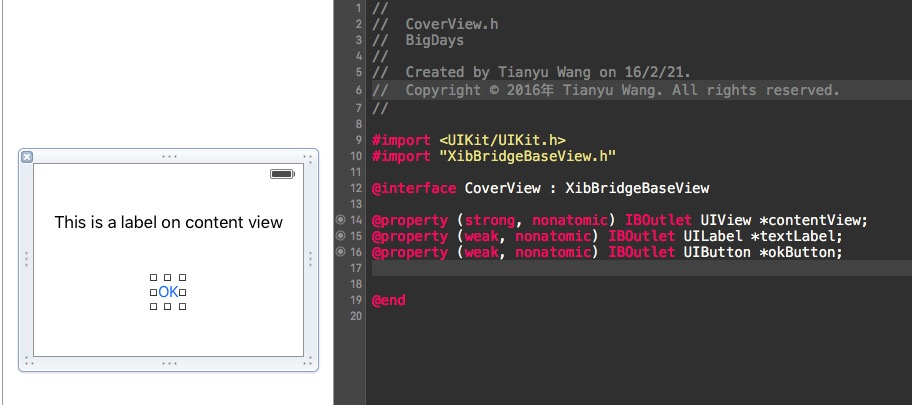 This is a label on content view
OK
1 //
2 //  CoverView.h
3 //  BigDays
4 //
5 //  Created by Tianyu Wang on 16/2/21.
6 //  Copyright © 2016年 Tianyu Wang. All rights reserved.
7 //
8
9 #import <UIKit/UIKit.h>
10 #import "XibBridgeBaseView.h"
11
12 @interface CoverView : XibBridgeBaseView
13
14 @property (strong, nonatomic) IBOutlet UIView *contentView;
15 @property (weak, nonatomic) IBOutlet UILabel *textLabel;
16 @property (weak, nonatomic) IBOutlet UIButton *okButton;
17
18
19 @end
20